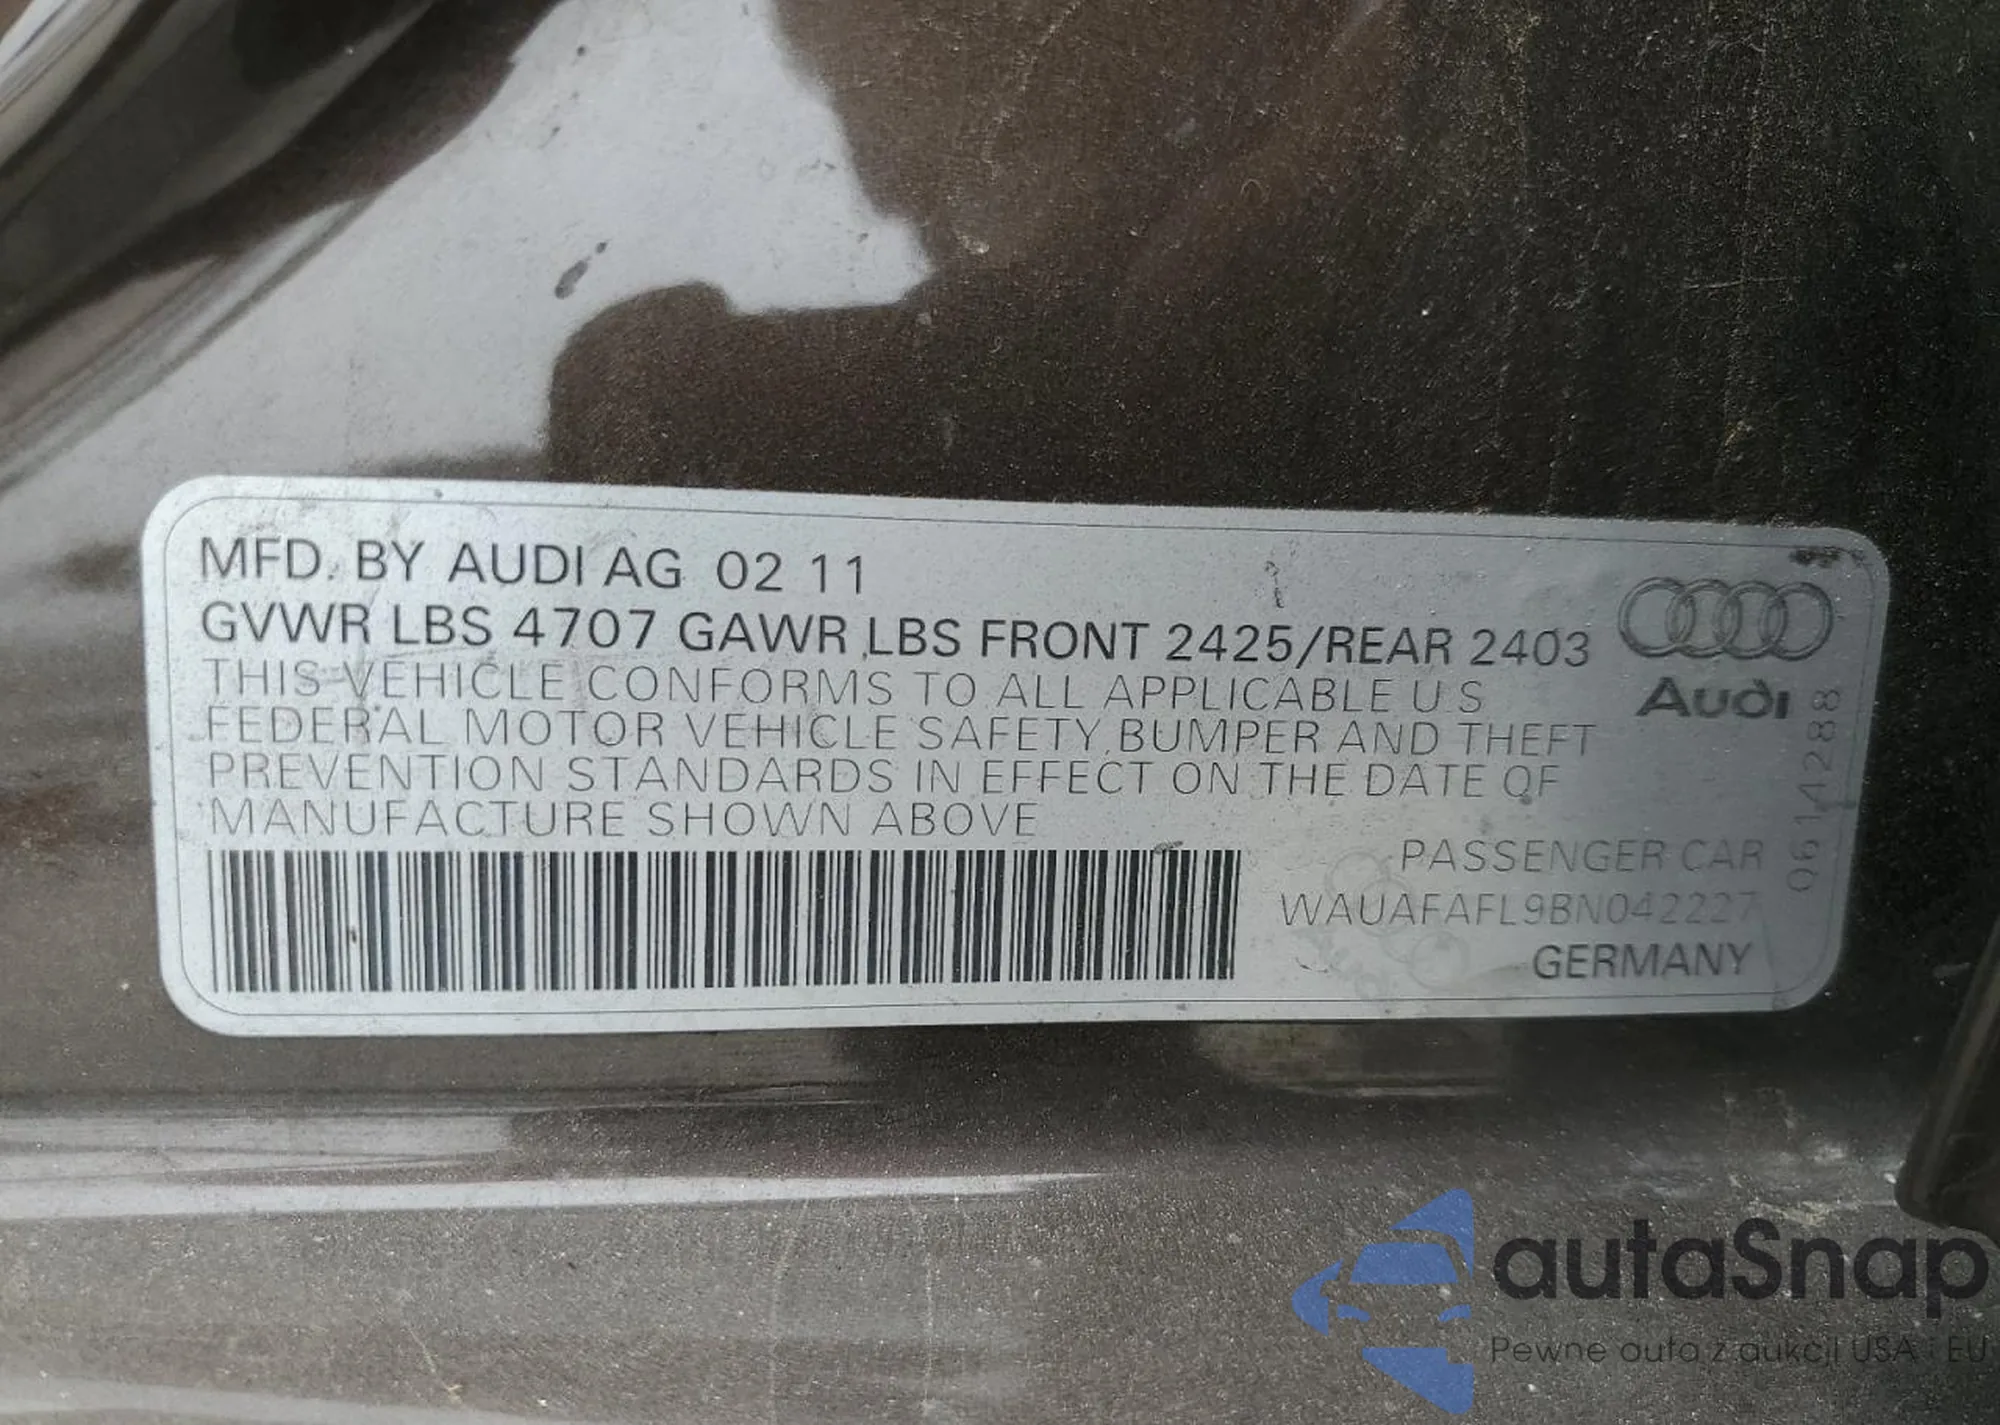 MFD. BY AUDI AG 02 11
GVWR LBS 4707 GAWR LBS FRONT 2425/REAR 2403
THIS VEHICLE CONFORMS TO ALL APPLICABLE U S
FEDERAL MOTOR VEHICLE SAFETY, BUMPER AND THEFT
PREVENTION STANDARDS IN EFFECT ON THE DATE OF
MANUFACTURE SHOWN ABOVE
Audi
0614288
PASSENGER CAR
WAUAFAFL9BN042227
GERMANY
autaSnap
Pewne auta z aukcji USA i EU